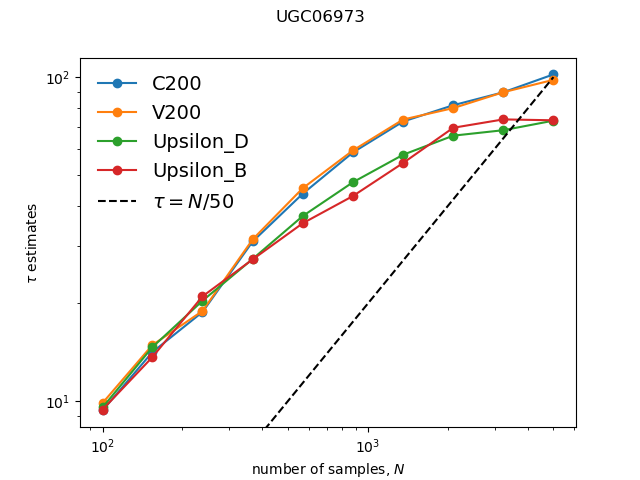 UGC06973
10²
10¹
τ estimates
C200
V200
Upsilon_D
Upsilon_B
τ = N/50
10²
10³
number of samples, N